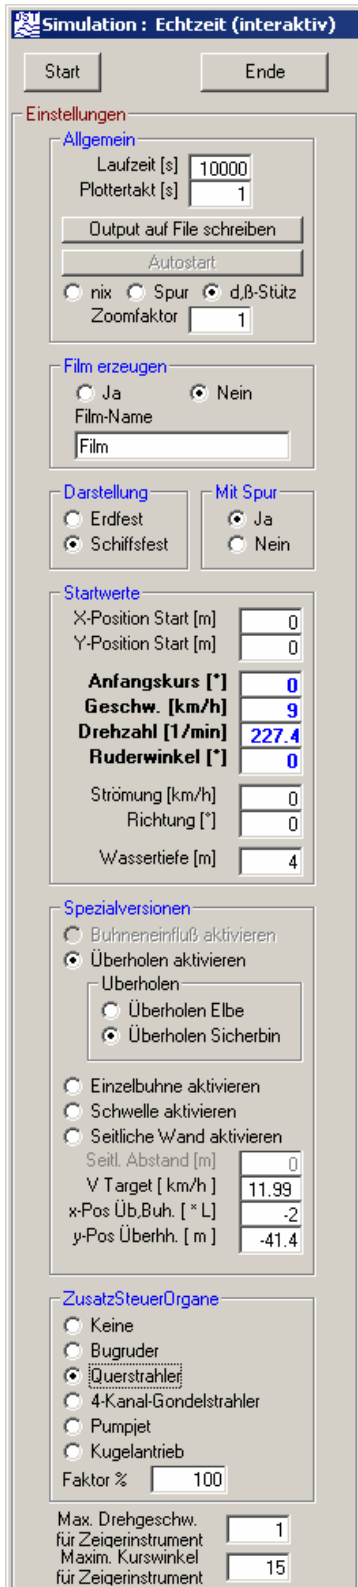 Simulation : Echtzeit (interaktiv)
Start Ende
Einstellungen
Allgemein
Laufzeit [s] 10000
Plottertakt [s] 1
Output auf File schreiben
Autostart
nix Spur d,ß-Stütz
Zoomfaktor 1
Film erzeugen
Ja Nein
Film-Name
Film
Darstellung Mit Spur
Erdfest Ja
Schiffsfest Nein
Startwerte
X-Position Start [m] 0
Y-Position Start [m] 0
Anfangskurs [°] 0
Geschw. [km/h] 9
Drehzahl [1/min] 227.4
Ruderwinkel [°] 0
Strömung [km/h] 0
Richtung [°] 0
Wassertiefe [m] 4
Spezialversionen
Buhneneinfluß aktivieren
Überholen aktivieren
Überholen
Überholen Elbe
Überholen Sicherbin
Einzelbuhne aktivieren
Schwelle aktivieren
Seitliche Wand aktivieren
Seitl. Abstand [m] 0
V Target [ km/h ] 11.99
x-Pos Üb,Buh. [ * L] -2
y-Pos Überhh. [ m ] -41.4
ZusatzSteuerOrgane
Keine
Bugruder
Querstrahler
4-Kanal-Gondelstrahler
Pumpjet
Kugelantrieb
Faktor % 100
Max. Drehgeschw.
für Zeigerinstrument 1
Maxim. Kurswinkel
für Zeigerinstrument 15